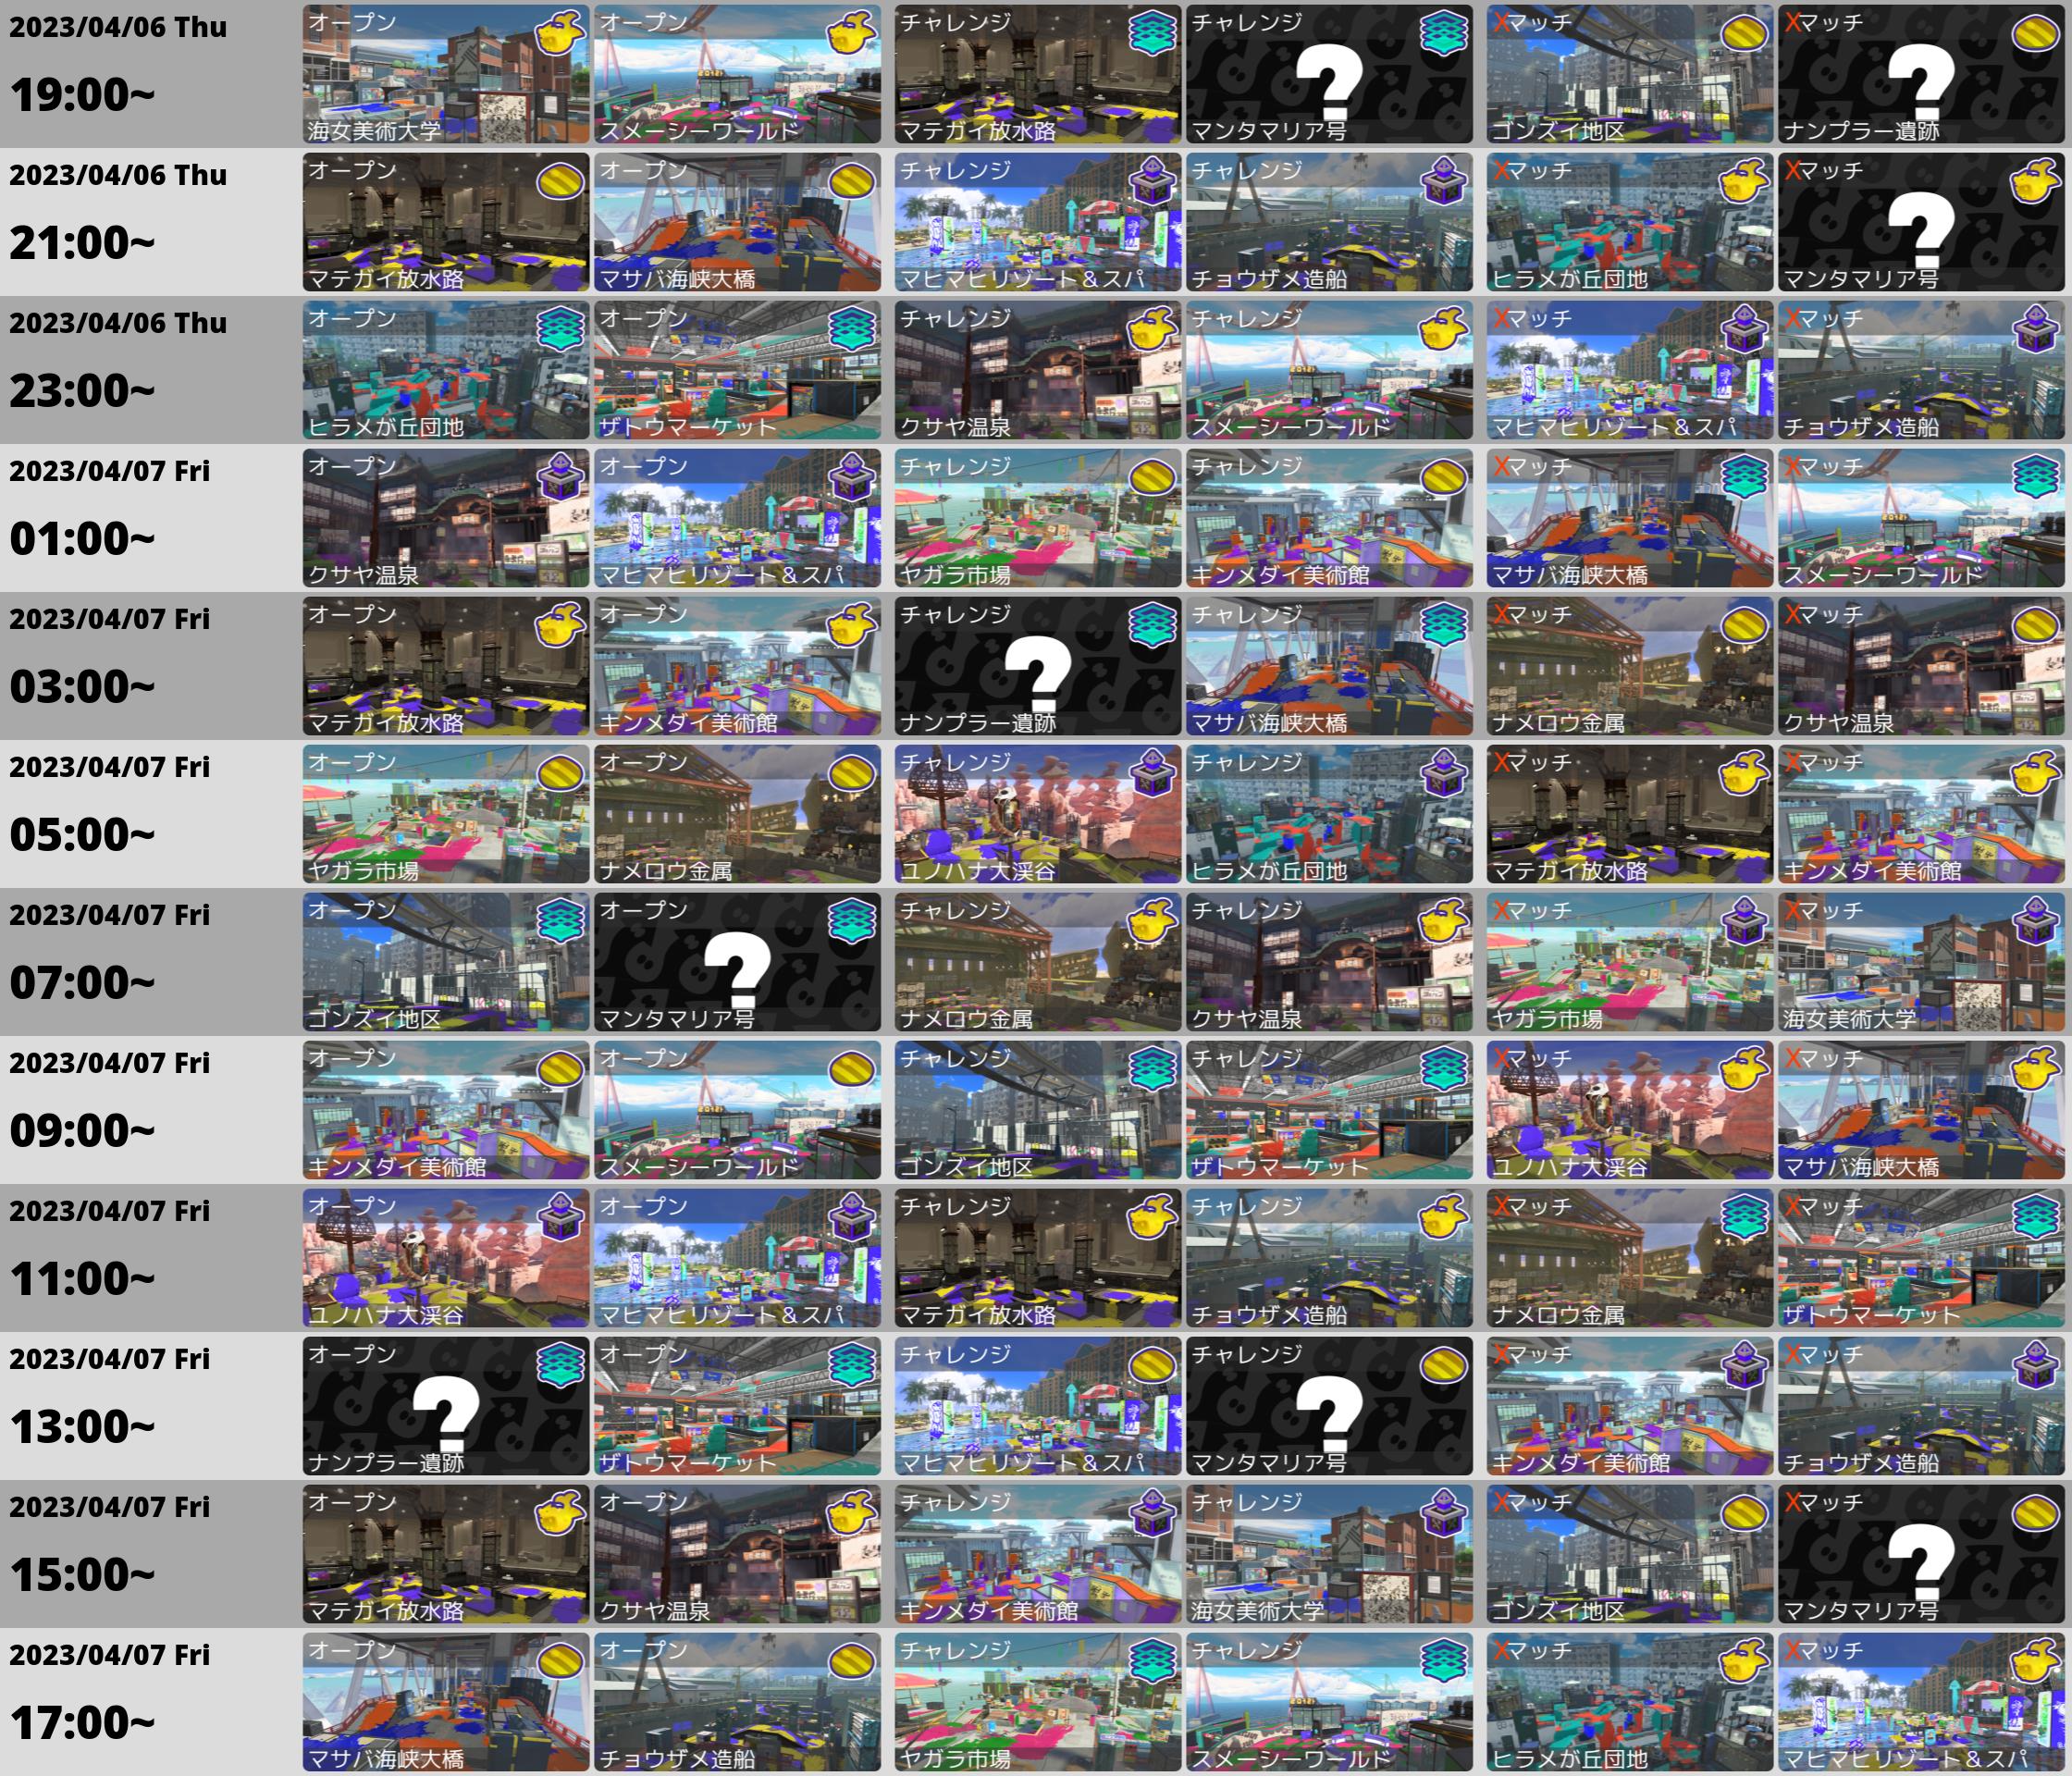 2023/04/06 Thu
19:00~
オープン
海女美術大学
オープン
スメーシーワールド
チャレンジ
マテガイ放水路
チャレンジ
マンタマリア号
Xマッチ
ゴンズイ地区
Xマッチ
ナンプラー遺跡
2023/04/06 Thu
21:00~
オープン
マテガイ放水路
オープン
マサバ海峡大橋
チャレンジ
マヒマヒリゾート&スパ
チャレンジ
チョウザメ造船
Xマッチ
ヒラメが丘団地
Xマッチ
マンタマリア号
2023/04/06 Thu
23:00~
オープン
ヒラメが丘団地
オープン
ザトウマーケット
チャレンジ
クサヤ温泉
チャレンジ
スメーシーワールド
Xマッチ
マヒマヒリゾート&スパ
Xマッチ
チョウザメ造船
2023/04/07 Fri
01:00~
オープン
クサヤ温泉
オープン
マヒマヒリゾート&スパ
チャレンジ
ヤガラ市場
チャレンジ
キンメダイ美術館
Xマッチ
マサバ海峡大橋
Xマッチ
スメーシーワールド
2023/04/07 Fri
03:00~
オープン
マテガイ放水路
オープン
キンメダイ美術館
チャレンジ
ナンプラー遺跡
チャレンジ
マサバ海峡大橋
Xマッチ
ナメロウ金属
Xマッチ
クサヤ温泉
2023/04/07 Fri
05:00~
オープン
ヤガラ市場
オープン
ナメロウ金属
チャレンジ
ユノハナ大渓谷
チャレンジ
ヒラメが丘団地
Xマッチ
マテガイ放水路
Xマッチ
キンメダイ美術館
2023/04/07 Fri
07:00~
オープン
ゴンズイ地区
オープン
マンタマリア号
チャレンジ
ナメロウ金属
チャレンジ
クサヤ温泉
Xマッチ
ヤガラ市場
Xマッチ
海女美術大学
2023/04/07 Fri
09:00~
オープン
キンメダイ美術館
オープン
スメーシーワールド
チャレンジ
ゴンズイ地区
チャレンジ
ザトウマーケット
Xマッチ
ユノハナ大渓谷
Xマッチ
マサバ海峡大橋
2023/04/07 Fri
11:00~
オープン
ユノハナ大渓谷
オープン
マヒマヒリゾート&スパ
チャレンジ
マテガイ放水路
チャレンジ
チョウザメ造船
Xマッチ
ナメロウ金属
Xマッチ
ザトウマーケット
2023/04/07 Fri
13:00~
オープン
ナンプラー遺跡
オープン
ザトウマーケット
チャレンジ
マヒマヒリゾート&スパ
チャレンジ
マンタマリア号
Xマッチ
キンメダイ美術館
Xマッチ
チョウザメ造船
2023/04/07 Fri
15:00~
オープン
マテガイ放水路
オープン
クサヤ温泉
チャレンジ
キンメダイ美術館
チャレンジ
海女美術大学
Xマッチ
ゴンズイ地区
Xマッチ
マンタマリア号
2023/04/07 Fri
17:00~
オープン
マサバ海峡大橋
オープン
チョウザメ造船
チャレンジ
ヤガラ市場
チャレンジ
スメーシーワールド
Xマッチ
ヒラメが丘団地
Xマッチ
マヒマヒリゾート&スパ